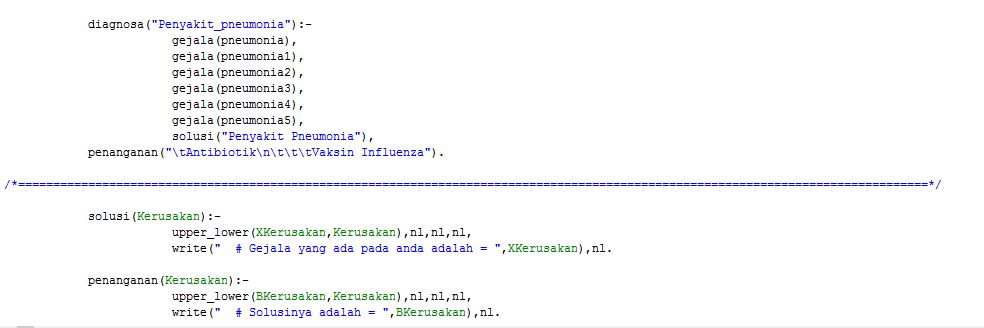 diagnosa("Penyakit_pneumonia"):-
gejala(pneumonia),
gejala(pneumonia1),
gejala(pneumonia2),
gejala(pneumonia3),
gejala(pneumonia4),
gejala(pneumonia5),
solusi("Penyakit Pneumonia"),
penanganan("\tAntibiotik\n\t\t\tVaksin Influenza").
/*==================================================================================================================================*/
solusi(Kerusakan):-
upper_lower(XKerusakan,Kerusakan),nl,nl,nl,
write("  # Gejala yang ada pada anda adalah = ",XKerusakan),nl.
penanganan(Kerusakan):-
upper_lower(BKerusakan,Kerusakan),nl,nl,nl,
write("  # Solusinya adalah = ",BKerusakan),nl.